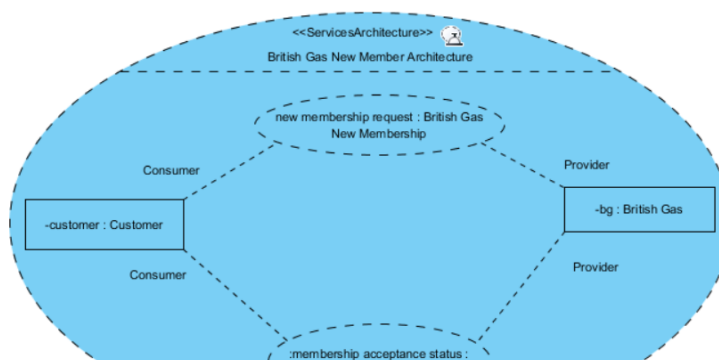 <<ServicesArchitecture>>
British Gas New Member Architecture
new membership request : British Gas
New Membership
Consumer
Provider
-customer : Customer
-bg : British Gas
Consumer
Provider
:membership acceptance status :